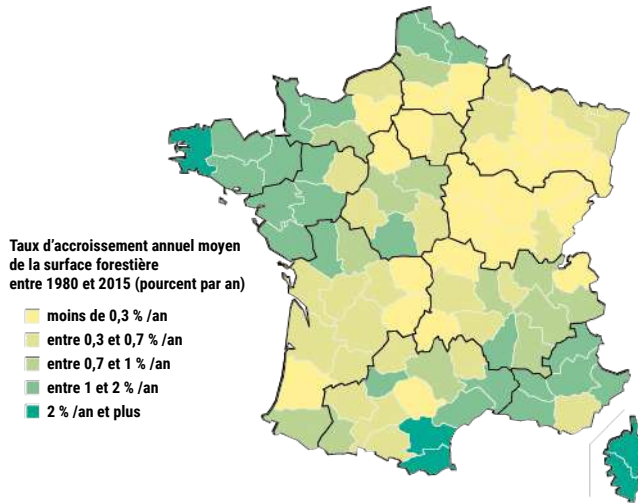 Taux d'accroissement annuel moyen
de la surface forestière
entre 1980 et 2015 (pourcent par an)
moins de 0,3 % /an
entre 0,3 et 0,7 % /an
entre 0,7 et 1 % /an
entre 1 et 2 % /an
2 % /an et plus